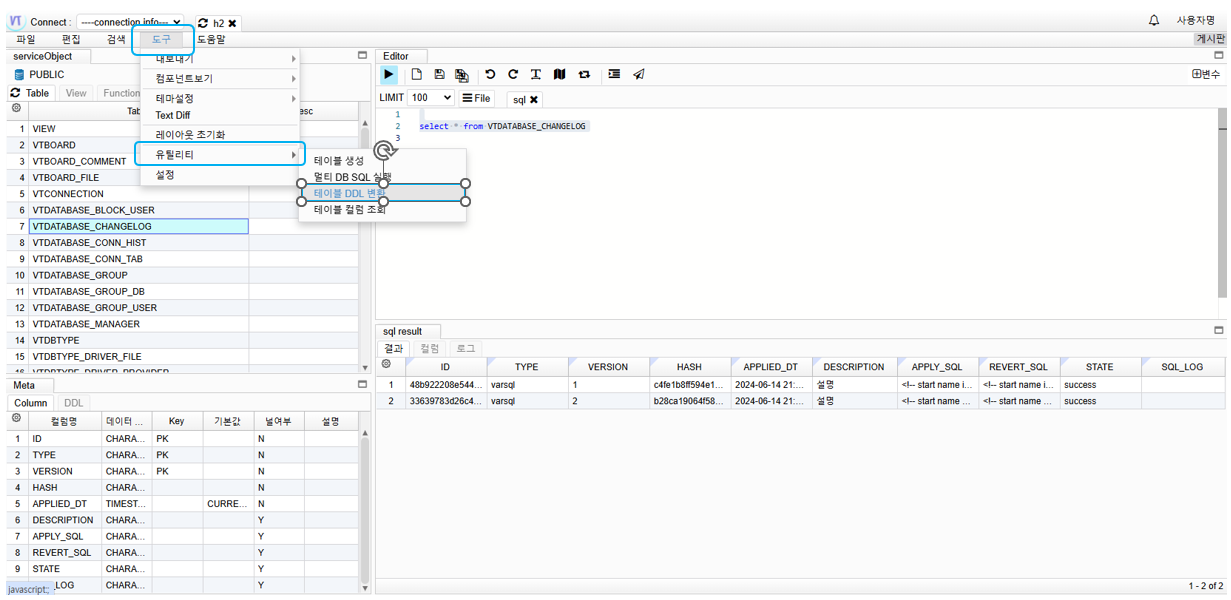 VT Connect : ----connection info--- h2 사용자명
파일 편집 검색 도구 도움말 게시판
serviceObject
PUBLIC
Table View Function
내보내기
컴포넌트보기
테마설정
Text Diff
레이아웃 초기화
유틸리티
설정
테이블 생성
멀티 DB SQL 실행
테이블 DDL 변환
테이블 컬럼 조회
1 VIEW
2 VTBOARD
3 VTBOARD_COMMENT
4 VTBOARD_FILE
5 VTCONNECTION
6 VTDATABASE_BLOCK_USER
7 VTDATABASE_CHANGELOG
8 VTDATABASE_CONN_HIST
9 VTDATABASE_CONN_TAB
10 VTDATABASE_GROUP
11 VTDATABASE_GROUP_DB
12 VTDATABASE_GROUP_USER
13 VTDATABASE_MANAGER
14 VTDBTYPE
15 VTDBTYPE_DRIVER_FILE
16 VTDBTYPE_DRIVER_PROVIDER
Meta
Column DDL
컬럼명 데이터 ... Key 기본값 널여부 설명
1 ID CHARA... PK N
2 TYPE CHARA... PK N
3 VERSION CHARA... PK N
4 HASH CHARA... N
5 APPLIED_DT TIMEST... CURRE... N
6 DESCRIPTION CHARA... Y
7 APPLY_SQL CHARA... Y
8 REVERT_SQL CHARA... Y
9 STATE CHARA... Y
_LOG CHARA... Y
javascript:;
Editor
변수
LIMIT 100 File sql
1
2 select * from VTDATABASE_CHANGELOG
3
sql result
결과 컬럼 로그
ID TYPE VERSION HASH APPLIED_DT DESCRIPTION APPLY_SQL REVERT_SQL STATE SQL_LOG
1 48b922208e544... varsql 1 c4fe1b8ff594e1... 2024-06-14 21:... 설명 <!-- start name i... <!-- start name i... success
2 33639783d26c4... varsql 2 b28ca19064f58... 2024-06-14 21:... 설명 <!-- start name ... <!-- start name ... success
1 - 2 of 2